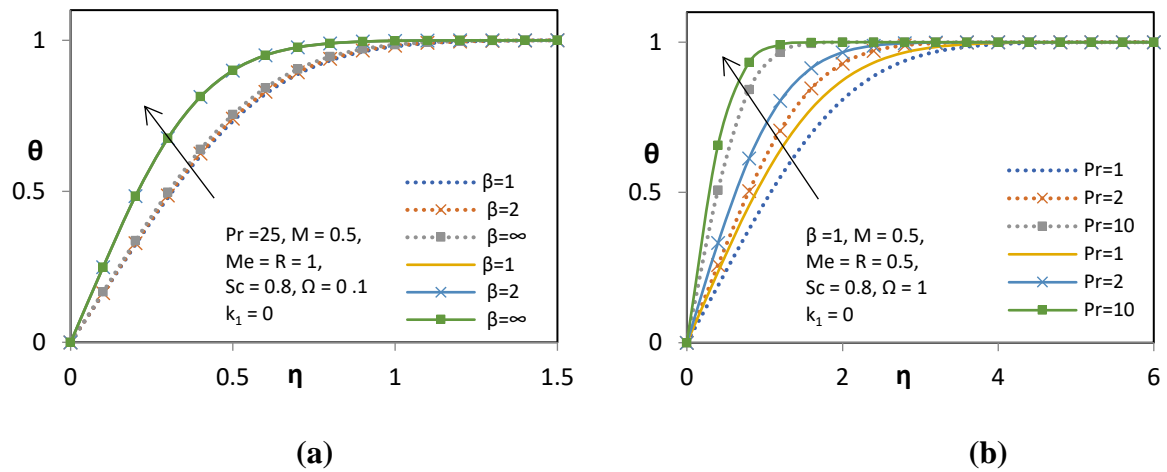 1
θ
0.5
0
0
0.5
1
1.5
η
Pr =25, M = 0.5,
Me = R = 1,
Sc = 0.8, Ω = 0 .1
k₁ = 0
β=1
β=2
β=∞
β=1
β=2
β=∞
(a)
1
θ
0.5
0
0
2
4
6
η
β =1, M = 0.5,
Me = R = 0.5,
Sc = 0.8, Ω = 1
k₁ = 0
Pr=1
Pr=2
Pr=10
Pr=1
Pr=2
Pr=10
(b)